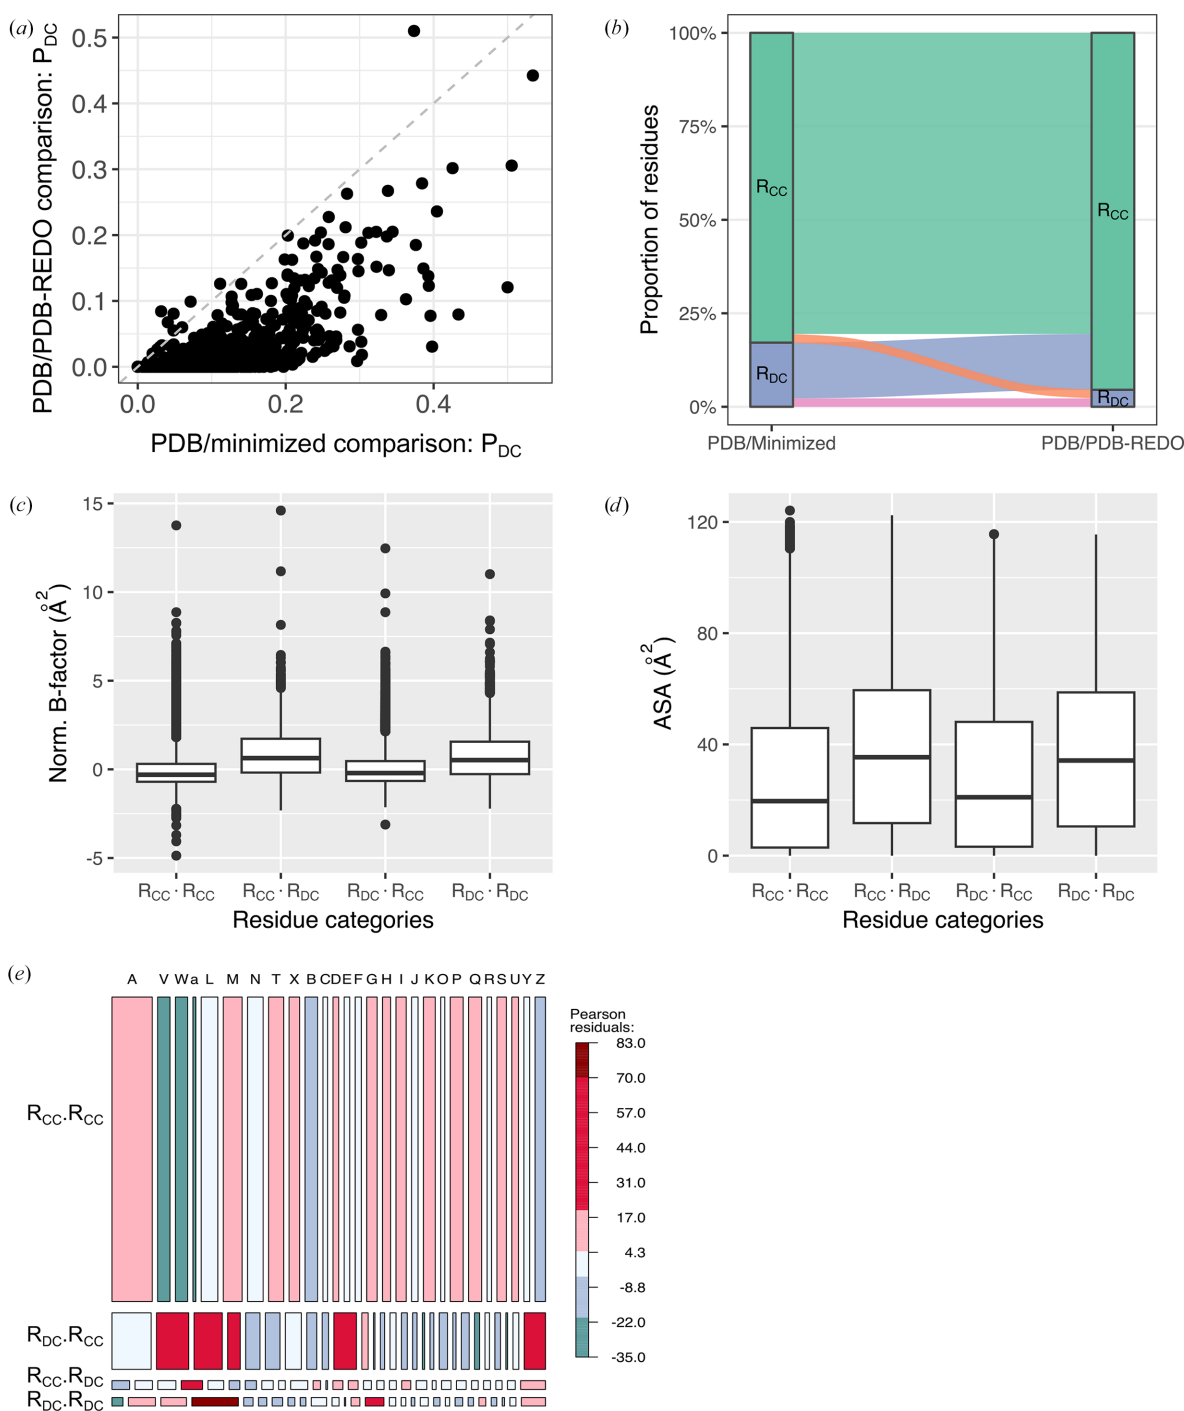 (a)
PDB/PDB-REDO comparison: PDC
0.5
0.4
0.3
0.2
0.1
0.0
0.0 0.2 0.4
PDB/minimized comparison: PDC
(b)
Proportion of residues
100%
75%
50%
25%
0%
RCC
RDC
RCC
RDC
PDB/Minimized PDB/PDB-REDO
(c)
Norm. B-factor (Å2)
15
10
5
0
-5
RCC · RCC RCC · RDC RDC · RCC RDC · RDC
Residue categories
(d)
ASA (Å2)
120
80
40
0
RCC · RCC RCC · RDC RDC · RCC RDC · RDC
Residue categories
(e)
A V W a L M N T X B C D E F G H I J K O P Q R S U Y Z
RCC.RCC
RDC.RCC
RCC.RDC
RDC.RDC
Pearson
residuals:
83.0
70.0
57.0
44.0
31.0
17.0
4.3
-8.8
-22.0
-35.0